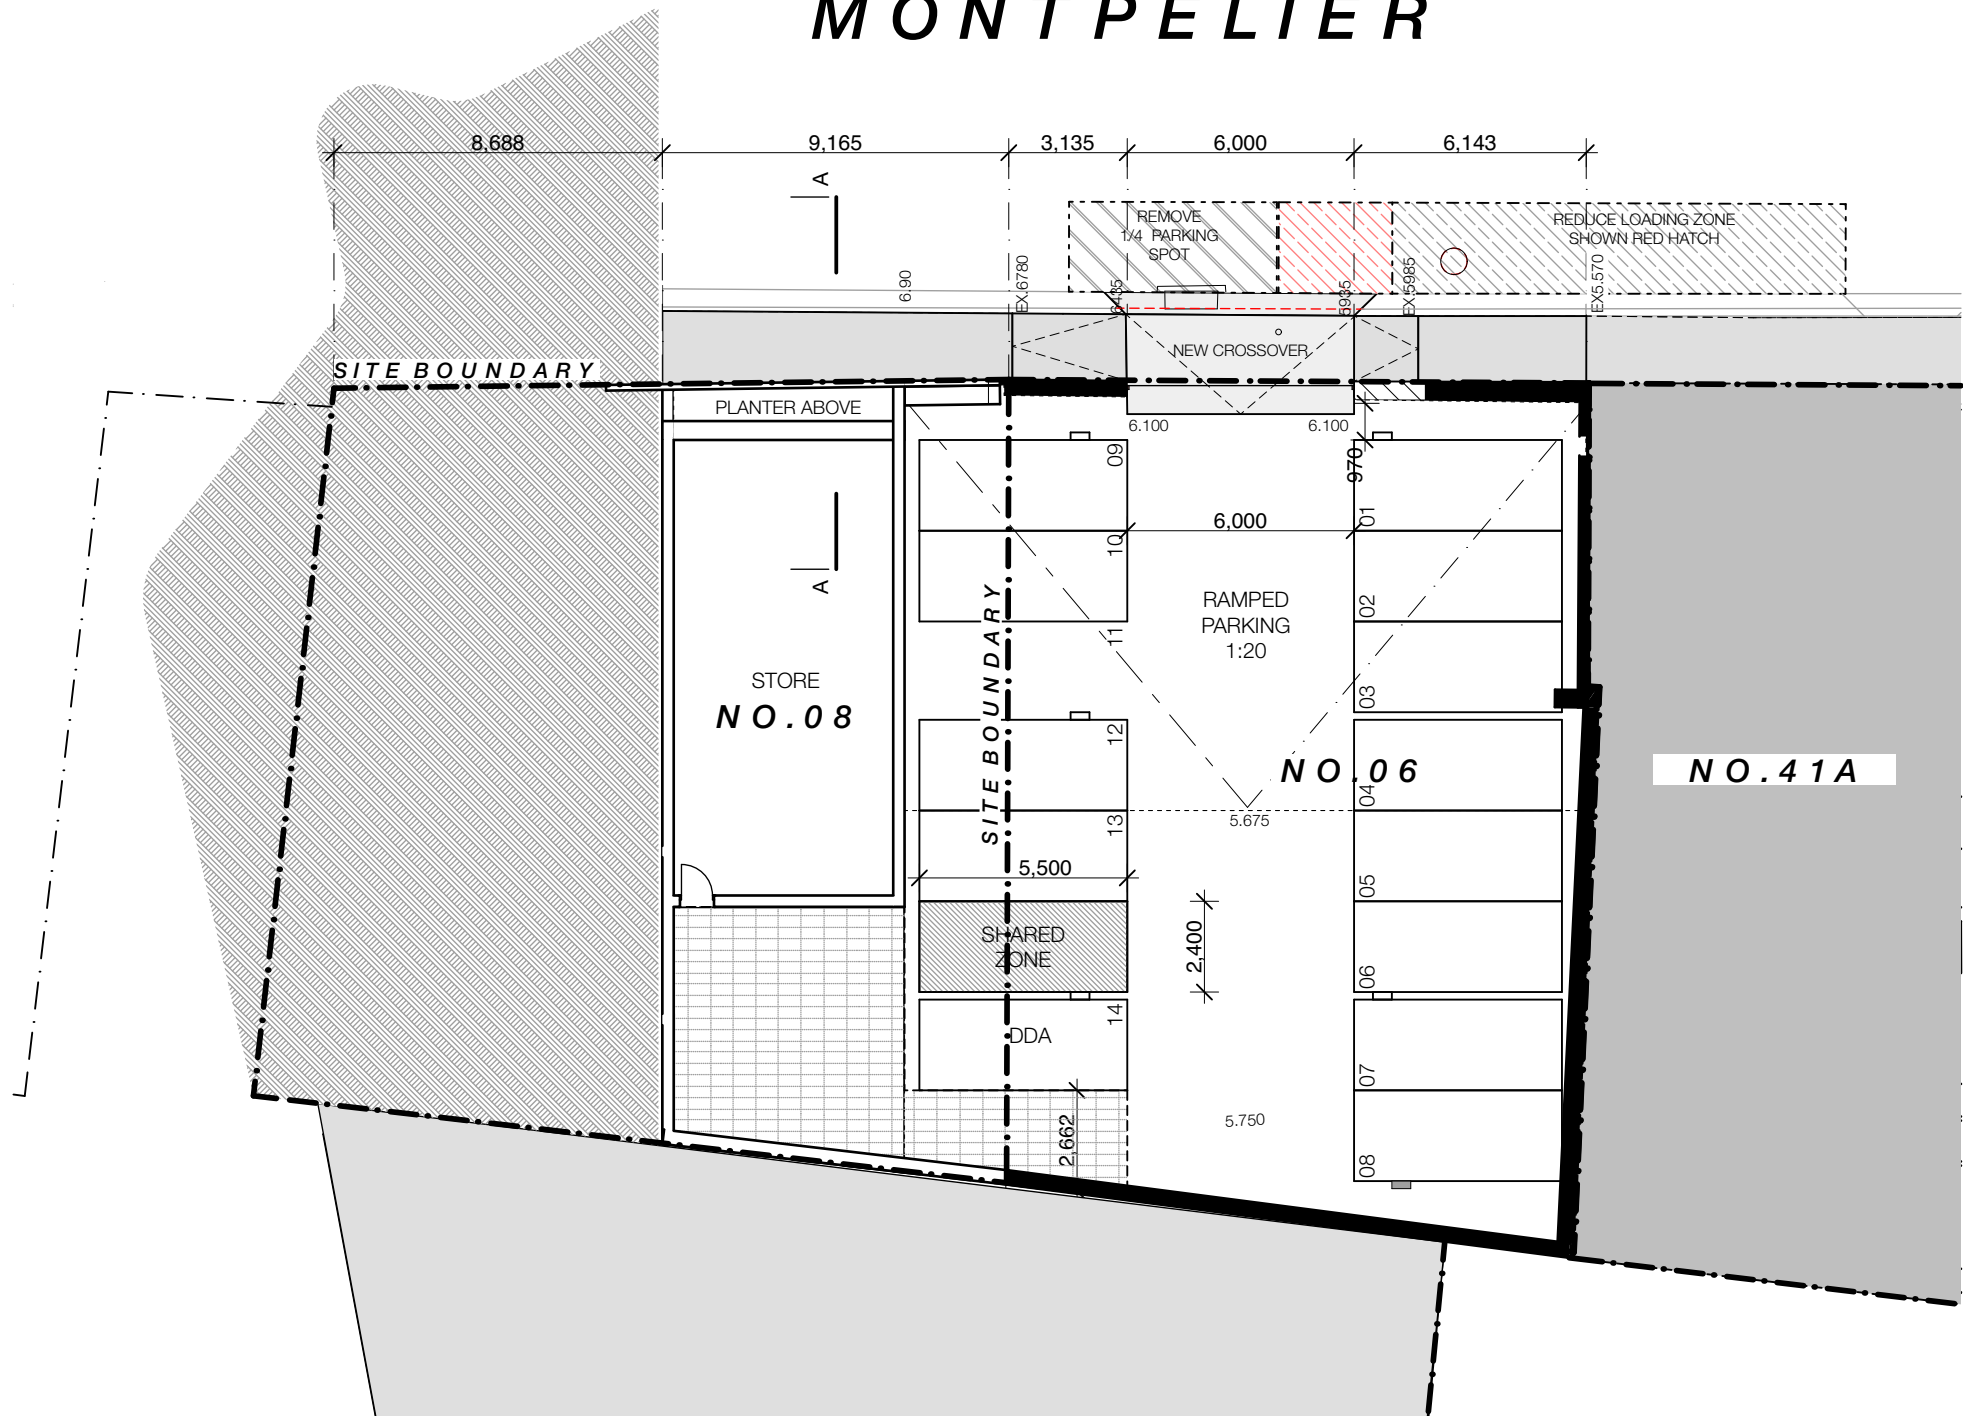 MONTPELIER
8,688
9,165
3,135
6,000
6,143
A
REMOVE
1/4 PARKING
SPOT
REDUCE LOADING ZONE
SHOWN RED HATCH
6.90
EX.6780
6435
5935
EX.5985
EX5.570
NEW CROSSOVER
SITE BOUNDARY
PLANTER ABOVE
6.100
6.100
970
09
01
6,000
10
A
02
RAMPED
PARKING
1:20
11
SITE BOUNDARY
STORE
NO.08
03
12
NO.06
NO.41A
04
13
5.675
5,500
05
SHARED
ZONE
2,400
06
14
DDA
07
2,662
5.750
08